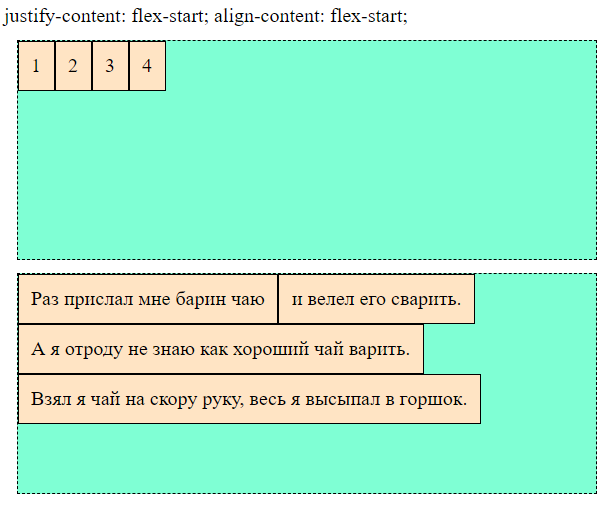 justify-content: flex-start; align-content: flex-start;
1 2 3 4
Раз прислал мне барин чаю и велел его сварить.
А я отроду не знаю как хороший чай варить.
Взял я чай на скору руку, весь я высыпал в горшок.